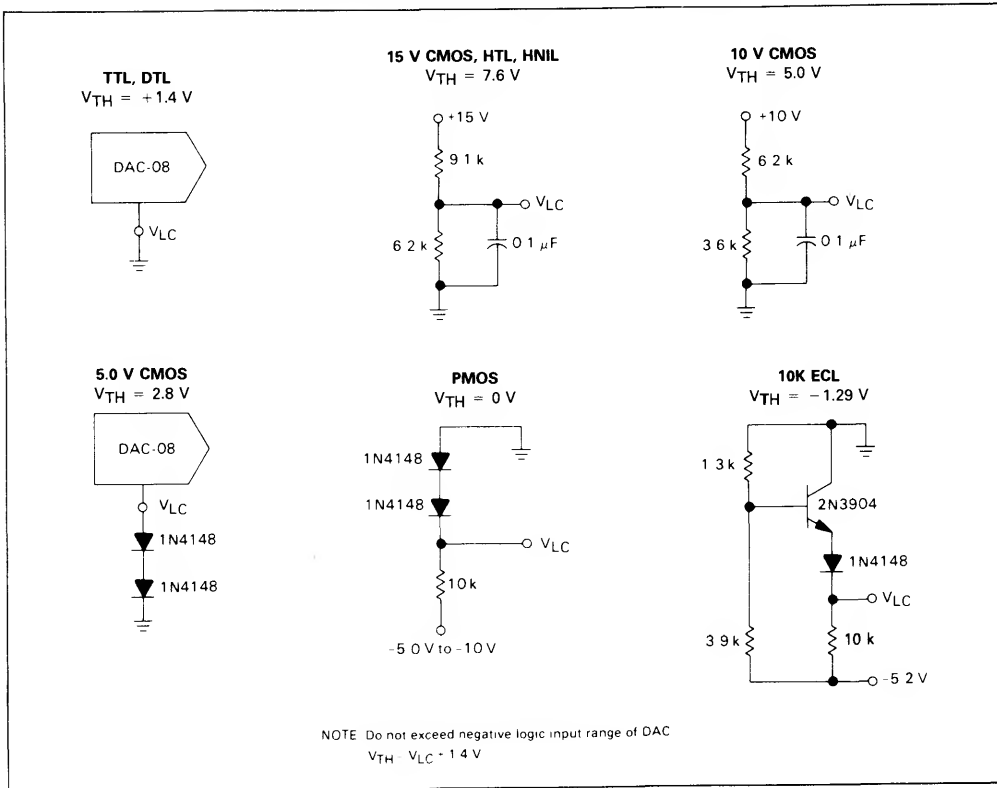 TTL, DTL
VTH = +1.4 V
DAC-08
VLC
15 V CMOS, HTL, HNIL
VTH = 7.6 V
+15 V
9 1 k
VLC
6 2 k
0 1 μF
10 V CMOS
VTH = 5.0 V
+10 V
6 2 k
VLC
3 6 k
0 1 μF
5.0 V CMOS
VTH = 2.8 V
DAC-08
VLC
1N4148
1N4148
PMOS
VTH = 0 V
1N4148
1N4148
VLC
10k
-5 0 V to -10 V
10K ECL
VTH = -1.29 V
1 3 k
2N3904
1N4148
VLC
3 9 k
10 k
-5 2 V
NOTE Do not exceed negative logic input range of DAC
VTH VLC + 1 4 V